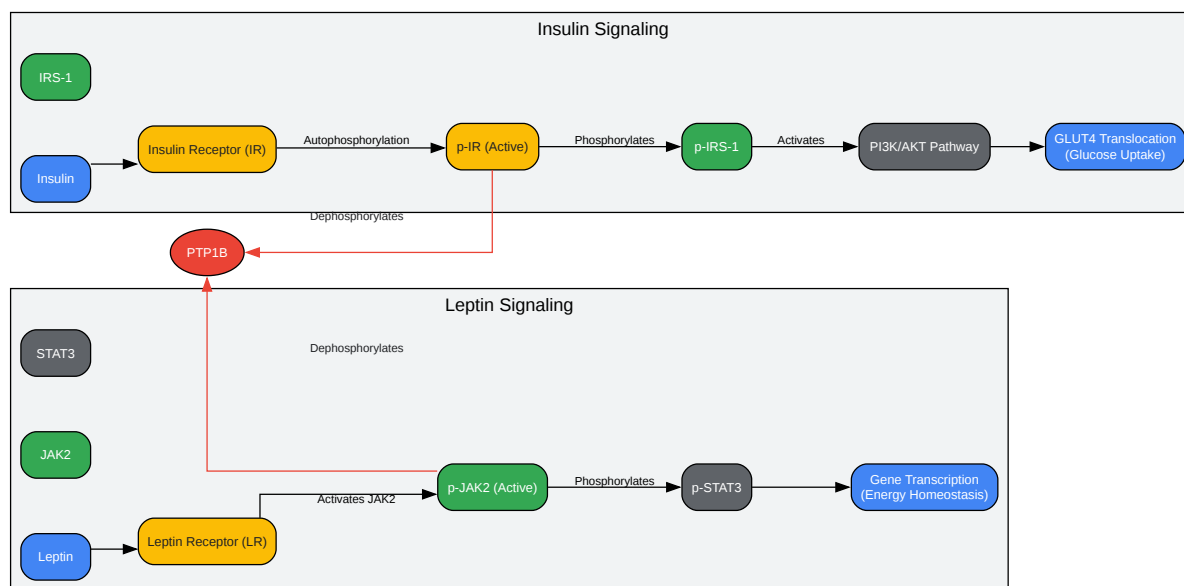 Insulin Signaling
IRS-1
Insulin
Insulin Receptor (IR)
Autophosphorylation
p-IR (Active)
Phosphorylates
p-IRS-1
Activates
PI3K/AKT Pathway
GLUT4 Translocation
(Glucose Uptake)
Dephosphorylates
PTP1B
Leptin Signaling
Dephosphorylates
STAT3
JAK2
Leptin
Leptin Receptor (LR)
Activates JAK2
p-JAK2 (Active)
Phosphorylates
p-STAT3
Gene Transcription
(Energy Homeostasis)